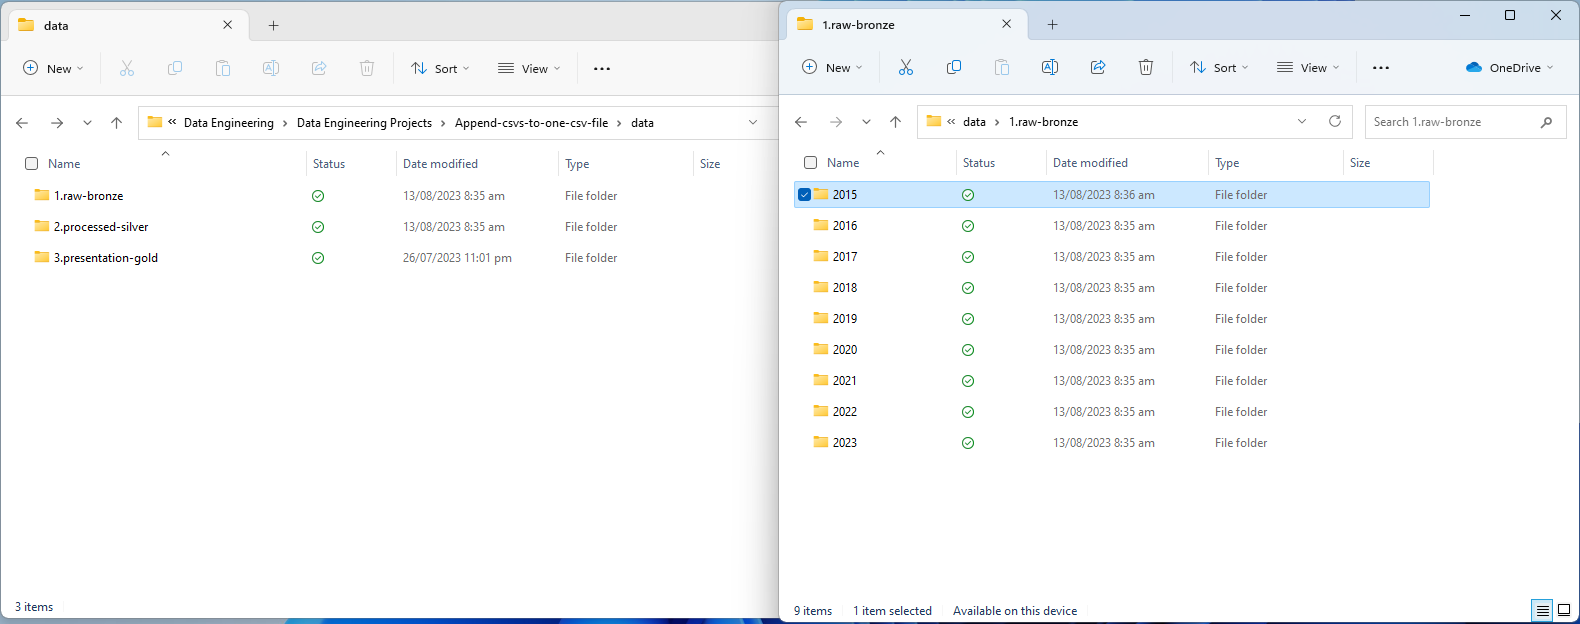 data
New
Sort
View
Data Engineering
Data Engineering Projects
Append-csvs-to-one-csv-file
data
Name
Status
Date modified
Type
Size
1.raw-bronze
13/08/2023 8:35 am
File folder
2.processed-silver
13/08/2023 8:35 am
File folder
3.presentation-gold
26/07/2023 11:01 pm
File folder
3 items
1.raw-bronze
New
Sort
View
OneDrive
data
1.raw-bronze
Search 1.raw-bronze
Name
Status
Date modified
Type
Size
2015
13/08/2023 8:36 am
File folder
2016
13/08/2023 8:35 am
File folder
2017
13/08/2023 8:35 am
File folder
2018
13/08/2023 8:35 am
File folder
2019
13/08/2023 8:35 am
File folder
2020
13/08/2023 8:35 am
File folder
2021
13/08/2023 8:35 am
File folder
2022
13/08/2023 8:35 am
File folder
2023
13/08/2023 8:35 am
File folder
9 items
1 item selected
Available on this device